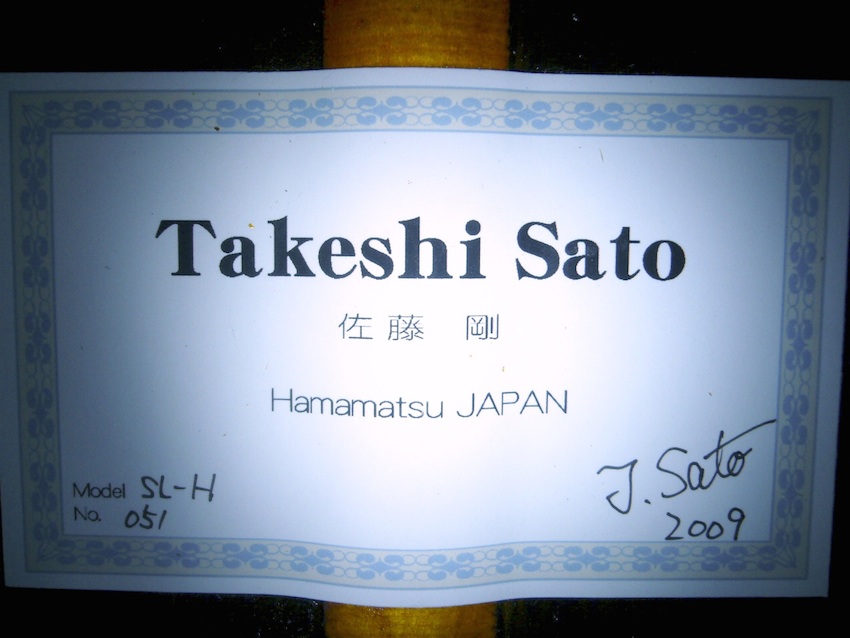 Takeshi Sato
佐藤 剛
Hamamatsu JAPAN
Model SL-H
No. 051
T. Sato
2009